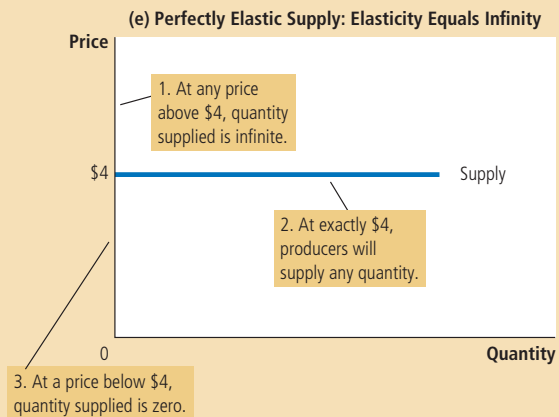 (e) Perfectly Elastic Supply: Elasticity Equals Infinity
Price
1. At any price
above $4, quantity
supplied is infinite.
$4
Supply
2. At exactly $4,
producers will
supply any quantity.
0
Quantity
3. At a price below $4,
quantity supplied is zero.